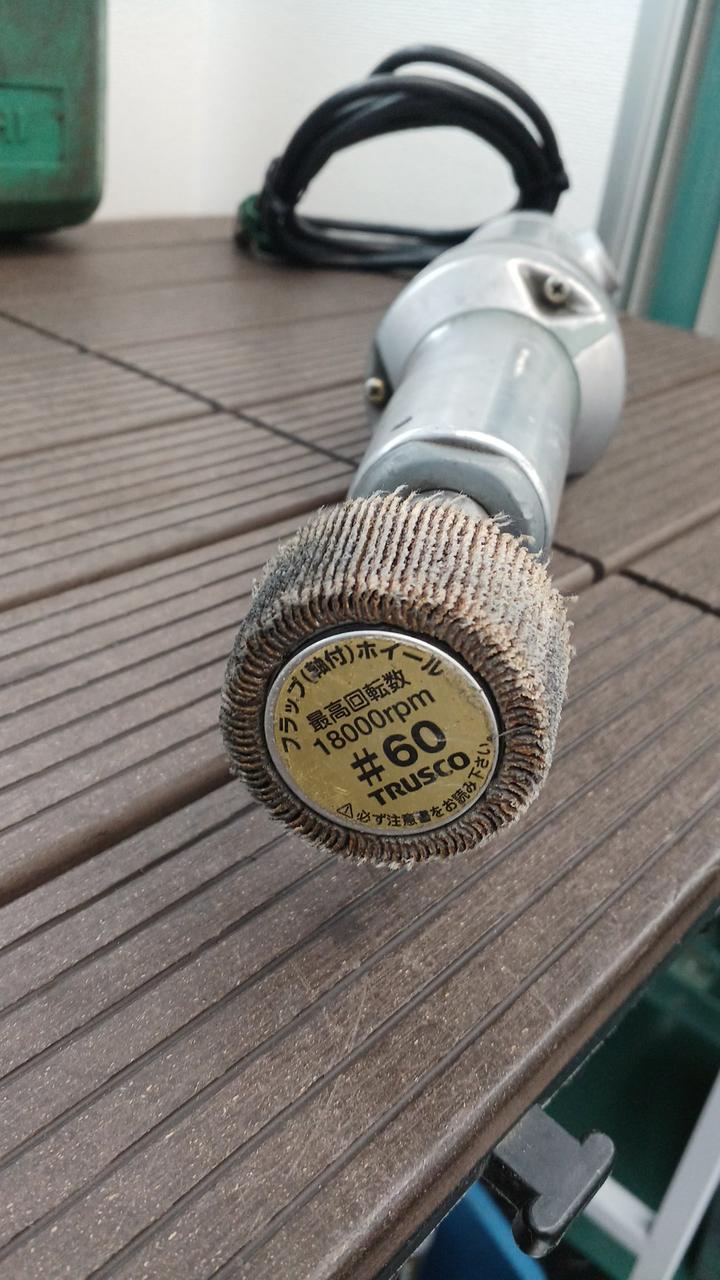 フラップ(軸付)ホイール
最高回転数
18000rpm
#60
TRUSCO
⚠必ず注意書をお読み下さい。